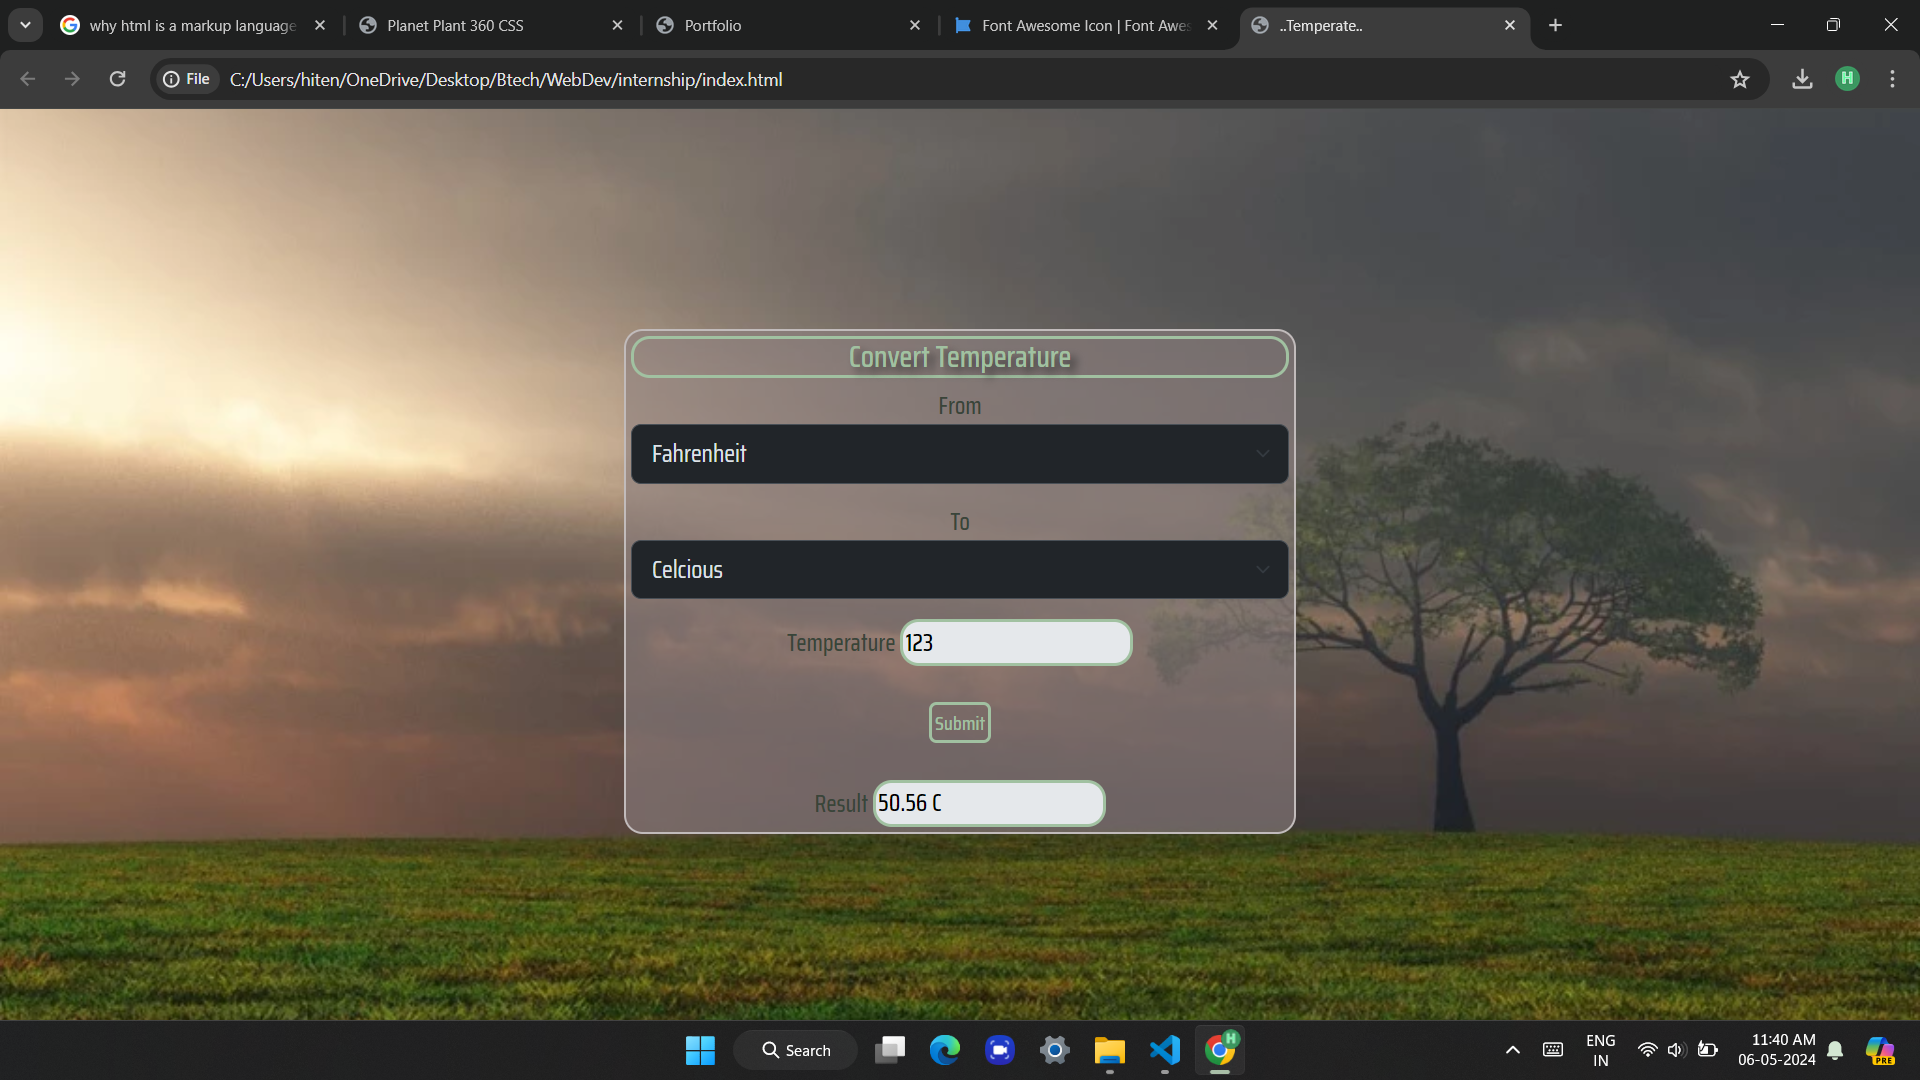 why html is a markup language
Planet Plant 360 CSS
Portfolio
Font Awesome Icon | Font Awes
..Temperate..
File
C:/Users/hiten/OneDrive/Desktop/Btech/WebDev/internship/index.html
H
Convert Temperature
From
Fahrenheit
To
Celcious
Temperature 123
Submit
Result 50.56 C
Search
H
ENG
IN
11:40 AM
06-05-2024
PRE